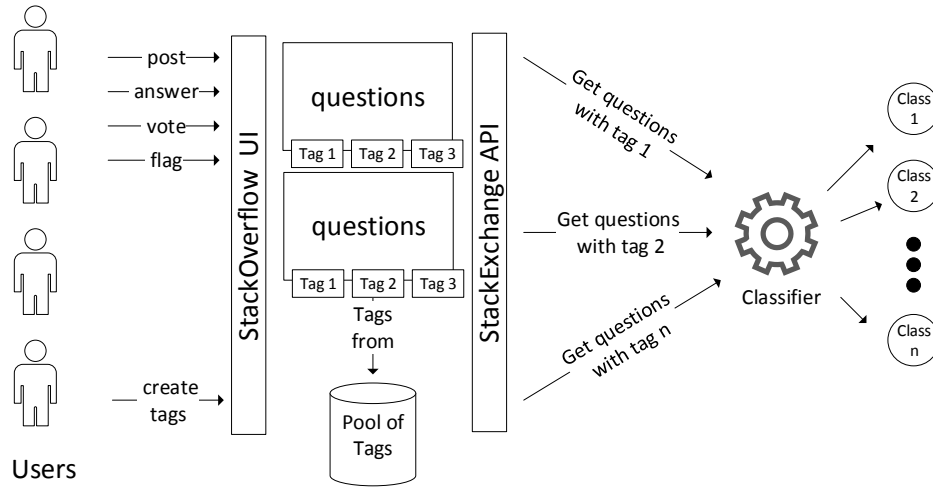 post
answer
vote
flag
create
tags
Users
StackOverflow UI
questions
Tag 1 Tag 2 Tag 3
questions
Tag 1 Tag 2 Tag 3
Tags
from
Pool of
Tags
StackExchange API
Get questions
with tag 1
Get questions
with tag 2
Get questions
with tag n
Classifier
Class
1
Class
2
Class
n